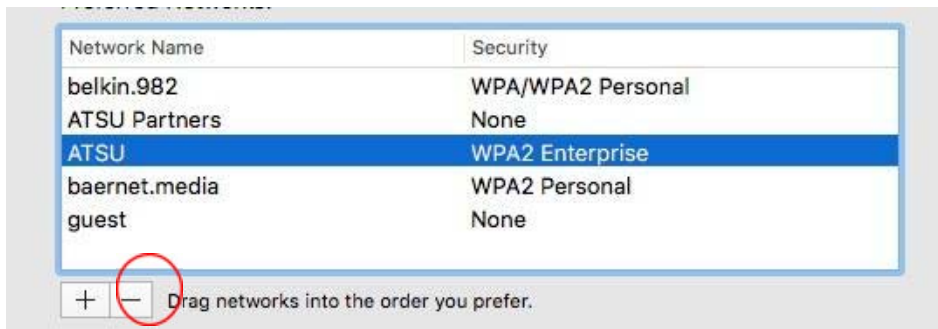 Network Name Security
belkin.982 WPA/WPA2 Personal
ATSU Partners None
ATSU WPA2 Enterprise
baernet.media WPA2 Personal
guest None
+ − Drag networks into the order you prefer.